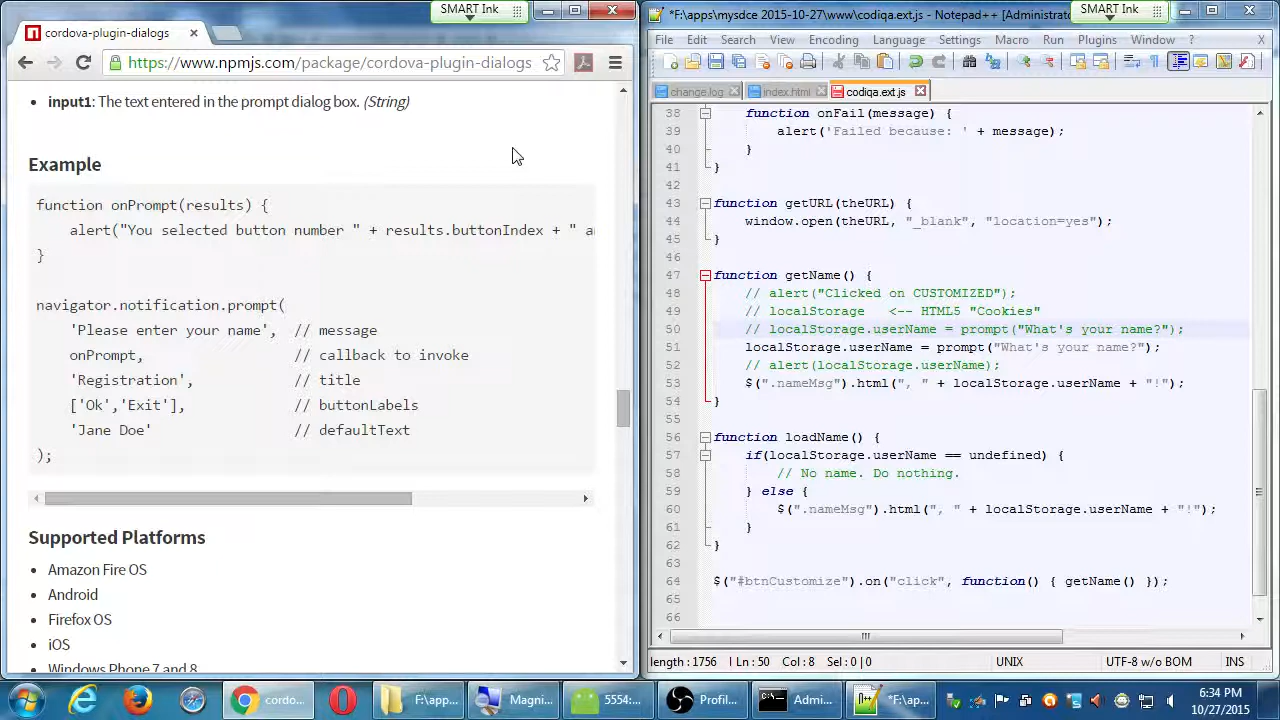 SMART Ink
cordova-plugin-dialogs
https://www.npmjs.com/package/cordova-plugin-dialogs
input1: The text entered in the prompt dialog box. (String)
Example
function onPrompt(results) {
alert("You selected button number " + results.buttonIndex + " a
}
navigator.notification.prompt(
'Please enter your name', // message
onPrompt, // callback to invoke
'Registration', // title
['Ok','Exit'], // buttonLabels
'Jane Doe' // defaultText
);
Supported Platforms
Amazon Fire OS
Android
Firefox OS
iOS
Windows Phone 7 and 8
*F:\apps\myrdce 2015-10-27\www\codiqa.ext.js - Notepad++ [Administrat
SMART Ink
File Edit Search View Encoding Language Settings Macro Run Plugins Window ? X
change.log index.html codiqa.ext.js
38 function onFail(message) {
39 alert('Failed because: ' + message);
40 }
41 }
42
43 function getURL(theURL) {
44 window.open(theURL, "_blank", "location=yes");
45 }
46
47 function getName() {
48 // alert("Clicked on CUSTOMIZED");
49 // localStorage <-- HTML5 "Cookies"
50 // localStorage.userName = prompt("What's your name?");
51 localStorage.userName = prompt("What's your name?");
52 // alert(localStorage.userName);
53 $(".nameMsg").html(", " + localStorage.userName + "!");
54 }
55
56 function loadName() {
57 if(localStorage.userName == undefined) {
58 // No name. Do nothing.
59 } else {
60 $(".nameMsg").html(", " + localStorage.userName + "!");
61 }
62 }
63
64 $("#btnCustomize").on("click", function() { getName() });
65
66
length : 1756 Ln : 50 Col : 8 Sel : 0 | 0 UNIX UTF-8 w/o BOM INS
cordo... F:\app... Magni... 5554:... Profil... Admi... *F:\ap... 6:34 PM
10/27/2015